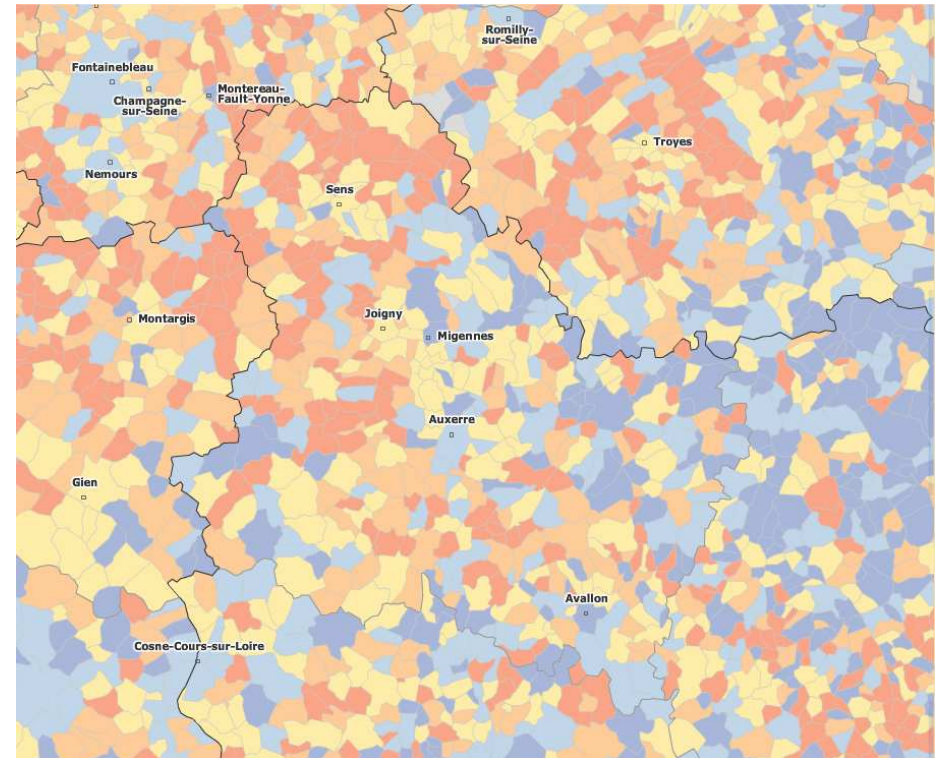 Romilly-
sur-Seine
Fontainebleau
Champagne-
sur-Seine
Montereau-
Fault-Yonne
Troyes
Nemours
Sens
Montargis
Joigny
Migennes
Auxerre
Gien
Avallon
Cosne-Cours-sur-Loire